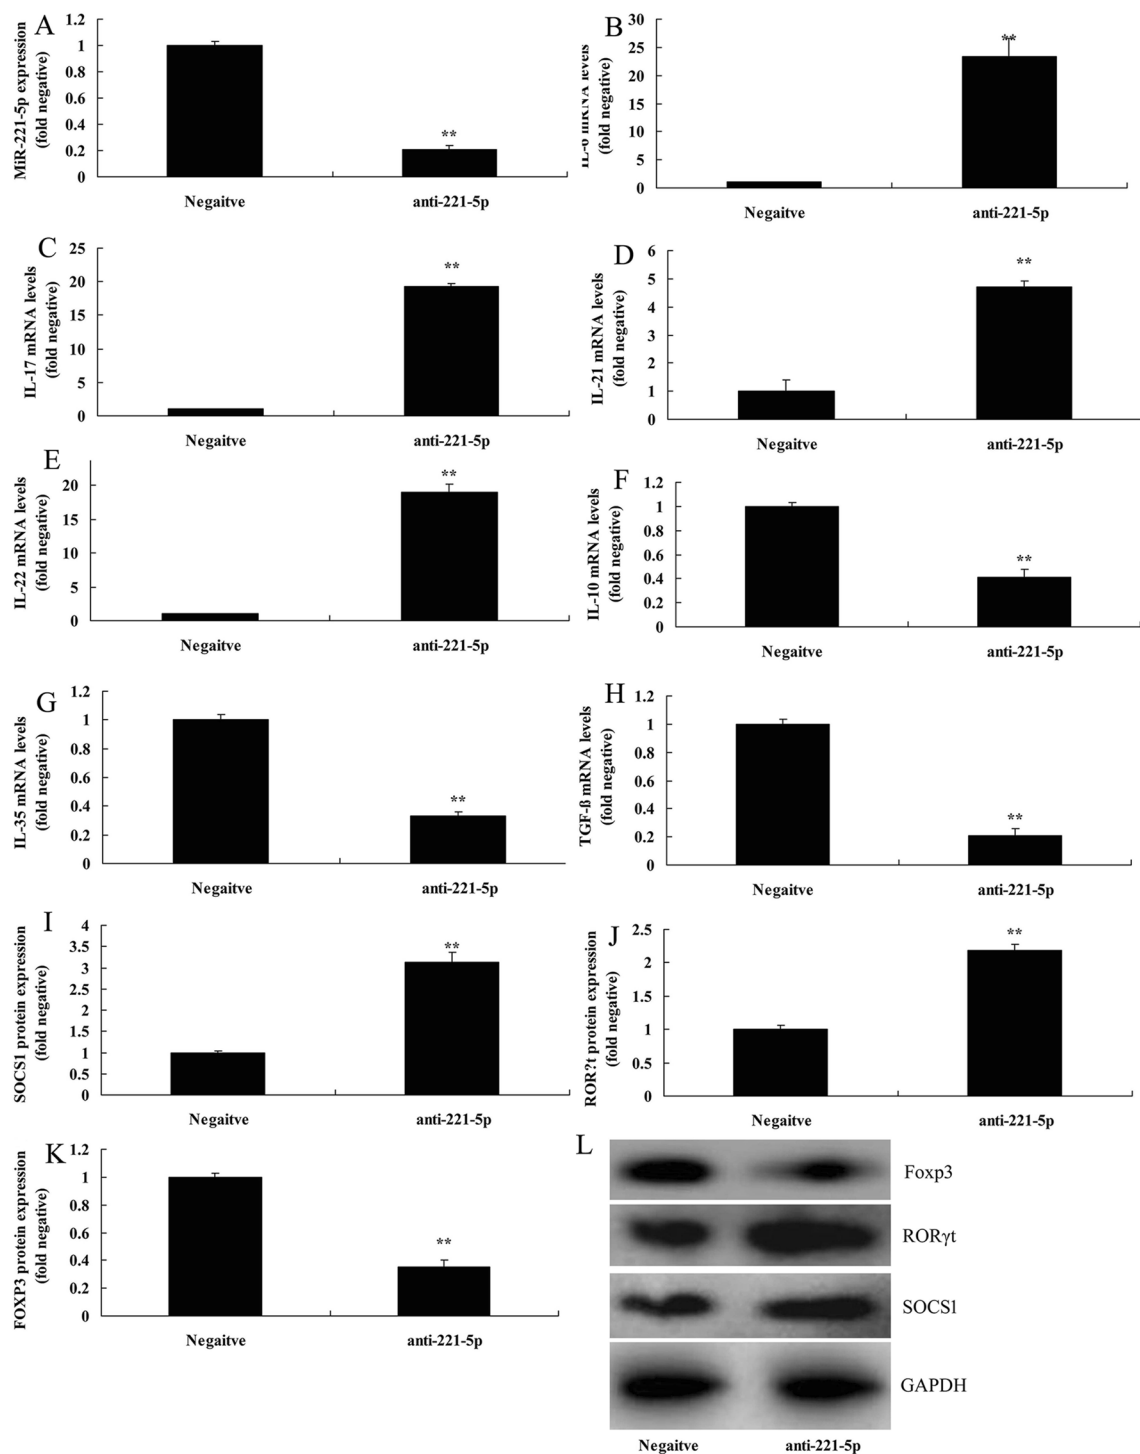 A
MiR-221-5p expression
(fold negative)
1.2
1
0.8
0.6
0.4
0.2
0
**
Negaitve
anti-221-5p
B
IL-6 mRNA levels
(fold negative)
30
25
20
15
10
5
0
**
Negaitve
anti-221-5p
C
IL-17 mRNA levels
(fold negative)
25
20
15
10
5
0
**
Negaitve
anti-221-5p
D
IL-21 mRNA levels
(fold negative)
6
5
4
3
2
1
0
**
Negaitve
anti-221-5p
E
IL-22 mRNA levels
(fold negative)
20
15
10
5
0
**
Negaitve
anti-221-5p
F
IL-10 mRNA levels
(fold negative)
1.2
1
0.8
0.6
0.4
0.2
0
**
Negaitve
anti-221-5p
G
IL-35 mRNA levels
(fold negative)
1.2
1
0.8
0.6
0.4
0.2
0
**
Negaitve
anti-221-5p
H
TGF-ß mRNA levels
(fold negative)
1.2
1
0.8
0.6
0.4
0.2
0
**
Negaitve
anti-221-5p
I
SOCS1 protein expression
(fold negative)
4
3.5
3
2.5
2
1.5
1
0.5
0
**
Negaitve
anti-221-5p
J
ROR?t protein expression
(fold negative)
2.5
2
1.5
1
0.5
0
**
Negaitve
anti-221-5p
K
FOXP3 protein expression
(fold negative)
1.2
1
0.8
0.6
0.4
0.2
0
**
Negaitve
anti-221-5p
L
Foxp3
RORγt
SOCS1
GAPDH
Negaitve
anti-221-5p